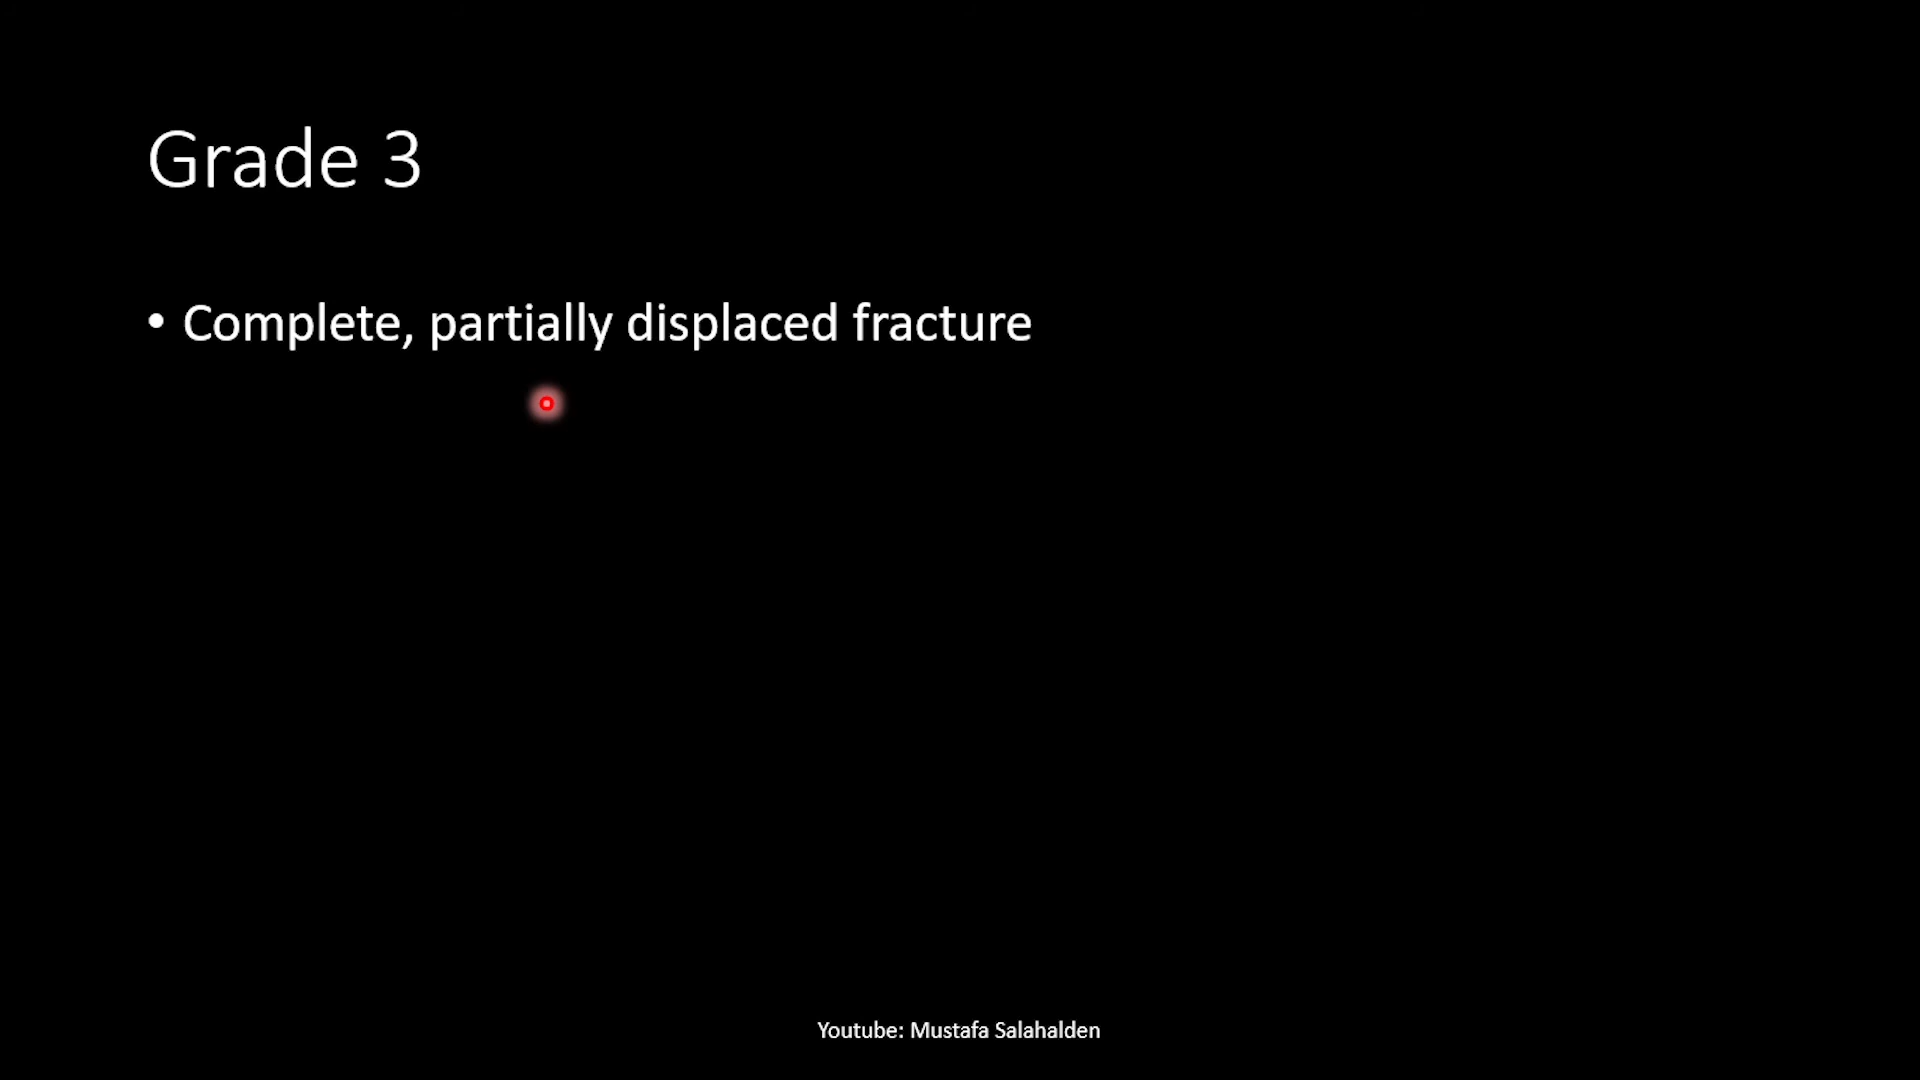 Grade 3
• Complete, partially displaced fracture
Youtube: Mustafa Salahalden